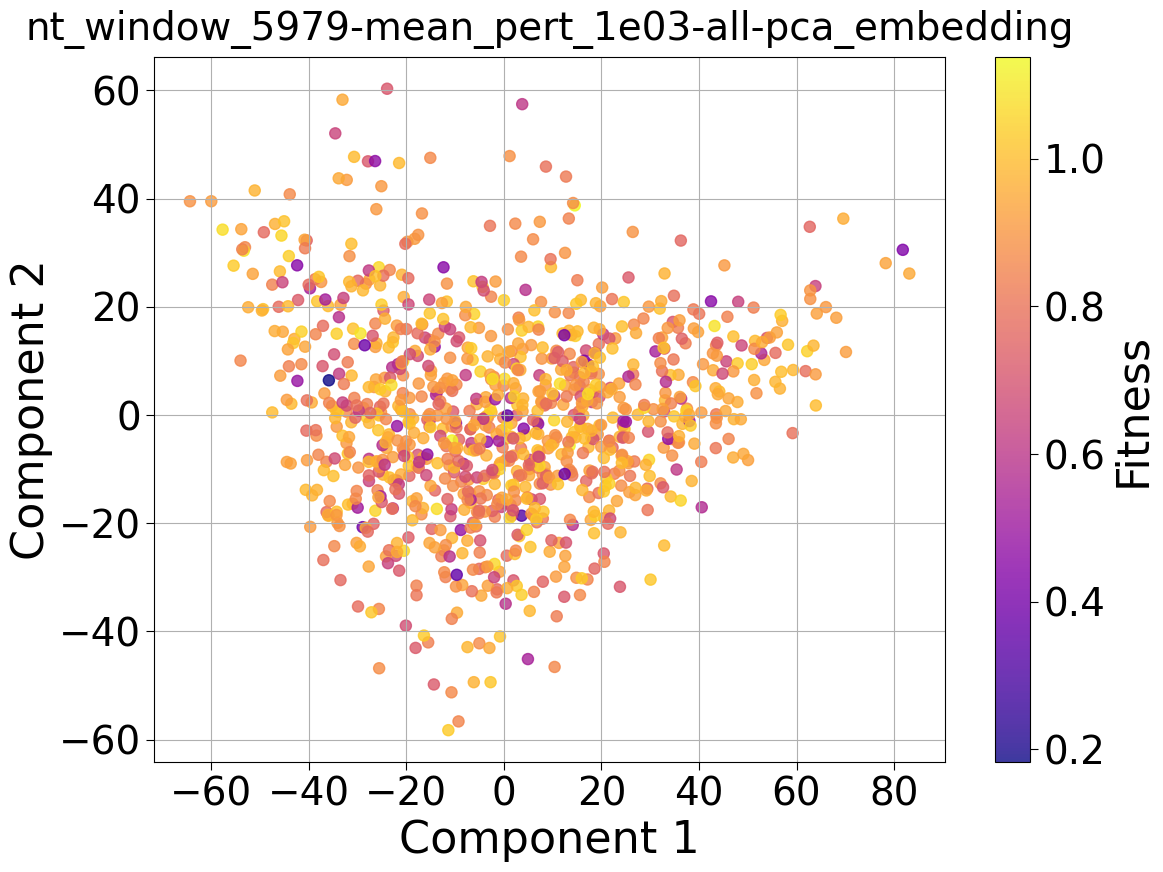 nt_window_5979-mean_pert_1e03-all-pca_embedding
60
40
20
0
−20
−40
−60
Component 2
−60 −40 −20 0 20 40 60 80
Component 1
1.0
0.8
0.6
0.4
0.2
Fitness